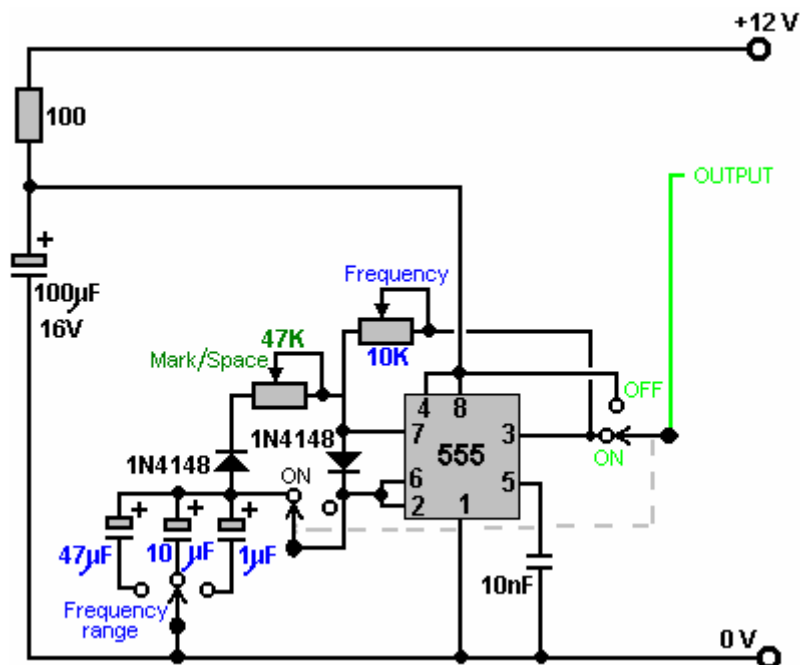 +12 V
100
OUTPUT
+
100µF
16V
Frequency
47K
10K
Mark/Space
OFF
4 8
1N4148
7
3
555
ON
1N4148
6
ON
5
2
1
+ + +
47µF
10 µF
1µF
10nF
Frequency
range
0 V